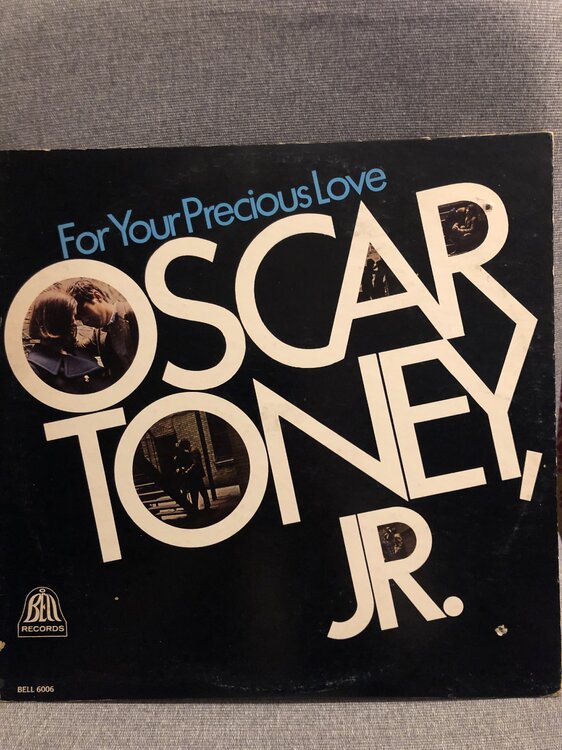 For Your Precious Love
OSCAR
TONEY,
JR.
BELL
RECORDS
BELL 6006